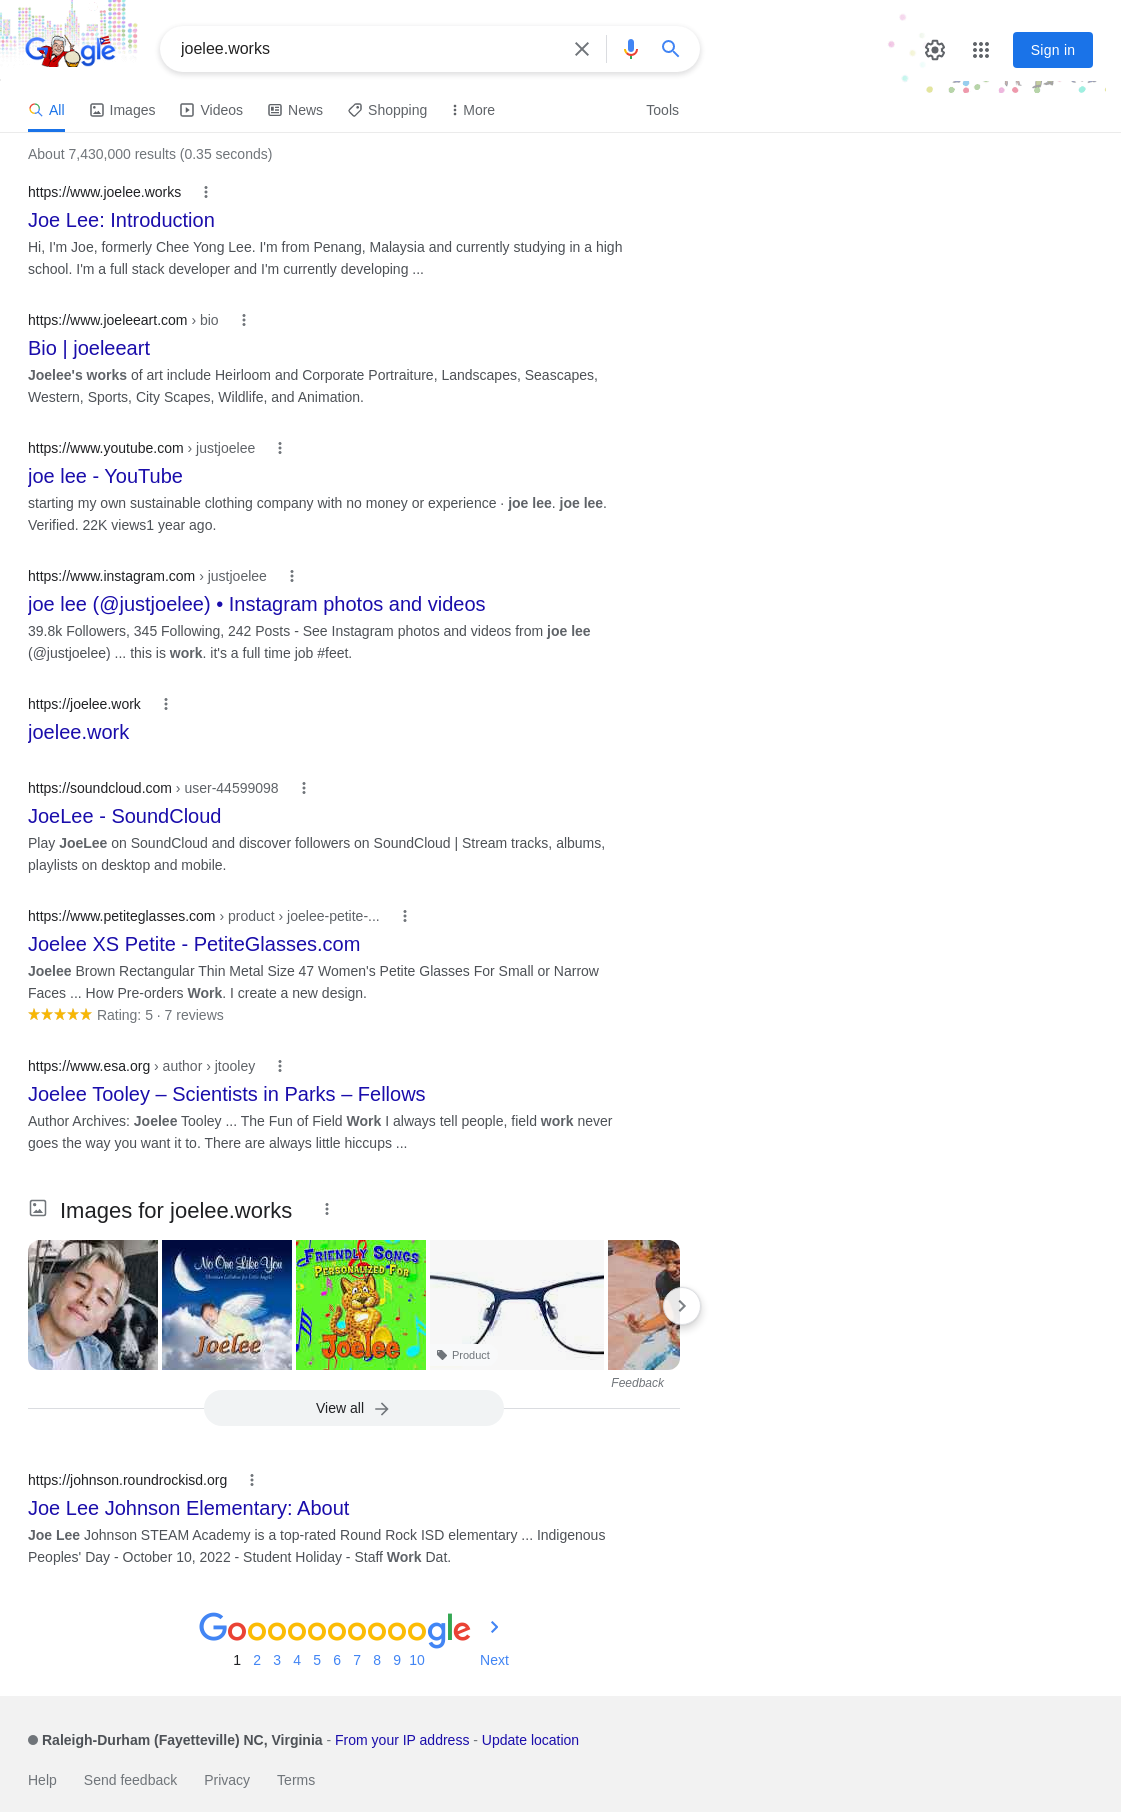 Google
joelee.works
Sign in
All
Images
Videos
News
Shopping
More
Tools
About 7,430,000 results (0.35 seconds)
https://www.joelee.works
Joe Lee: Introduction
Hi, I'm Joe, formerly Chee Yong Lee. I'm from Penang, Malaysia and currently studying in a high
school. I'm a full stack developer and I'm currently developing ...
https://www.joeleeart.com › bio
Bio | joeleeart
Joelee's works of art include Heirloom and Corporate Portraiture, Landscapes, Seascapes,
Western, Sports, City Scapes, Wildlife, and Animation.
https://www.youtube.com › justjoelee
joe lee - YouTube
starting my own sustainable clothing company with no money or experience · joe lee. joe lee.
Verified. 22K views1 year ago.
https://www.instagram.com › justjoelee
joe lee (@justjoelee) • Instagram photos and videos
39.8k Followers, 345 Following, 242 Posts - See Instagram photos and videos from joe lee
(@justjoelee) ... this is work. it's a full time job #feet.
https://joelee.work
joelee.work
https://soundcloud.com › user-44599098
JoeLee - SoundCloud
Play JoeLee on SoundCloud and discover followers on SoundCloud | Stream tracks, albums,
playlists on desktop and mobile.
https://www.petiteglasses.com › product › joelee-petite-...
Joelee XS Petite - PetiteGlasses.com
Joelee Brown Rectangular Thin Metal Size 47 Women's Petite Glasses For Small or Narrow
Faces ... How Pre-orders Work. I create a new design.
Rating: 5 · 7 reviews
https://www.esa.org › author › jtooley
Joelee Tooley – Scientists in Parks – Fellows
Author Archives: Joelee Tooley ... The Fun of Field Work I always tell people, field work never
goes the way you want it to. There are always little hiccups ...
Images for joelee.works
No One Like You
Joelee
FRIENDLY SONGS
PERSONALIZED FOR
Joelee
Product
Feedback
View all
https://johnson.roundrockisd.org
Joe Lee Johnson Elementary: About
Joe Lee Johnson STEAM Academy is a top-rated Round Rock ISD elementary ... Indigenous
Peoples' Day - October 10, 2022 - Student Holiday - Staff Work Dat.
Goooooooooogle
1 2 3 4 5 6 7 8 9 10 Next
Raleigh-Durham (Fayetteville) NC, Virginia - From your IP address - Update location
Help Send feedback Privacy Terms